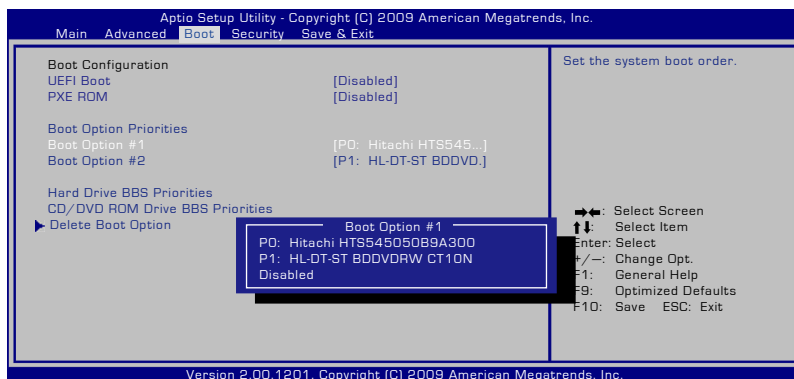 Aptio Setup Utility - Copyright (C) 2009 American Megatrends, Inc.
Main Advanced Boot Security Save & Exit
Boot Configuration
UEFI Boot [Disabled]
PXE ROM [Disabled]
Boot Option Priorities
Boot Option #1 [P0: Hitachi HTS545...]
Boot Option #2 [P1: HL-DT-ST BDDVD.]
Hard Drive BBS Priorities
CD/DVD ROM Drive BBS Priorities
Delete Boot Option
Boot Option #1
P0: Hitachi HTS545050B9A300
P1: HL-DT-ST BDDVDRW CT10N
Disabled
Set the system boot order.
: Select Screen
: Select Item
Enter: Select
+/—: Change Opt.
F1: General Help
F9: Optimized Defaults
F10: Save ESC: Exit
Version 2.00.1201. Copyright (C) 2009 American Megatrends, Inc.